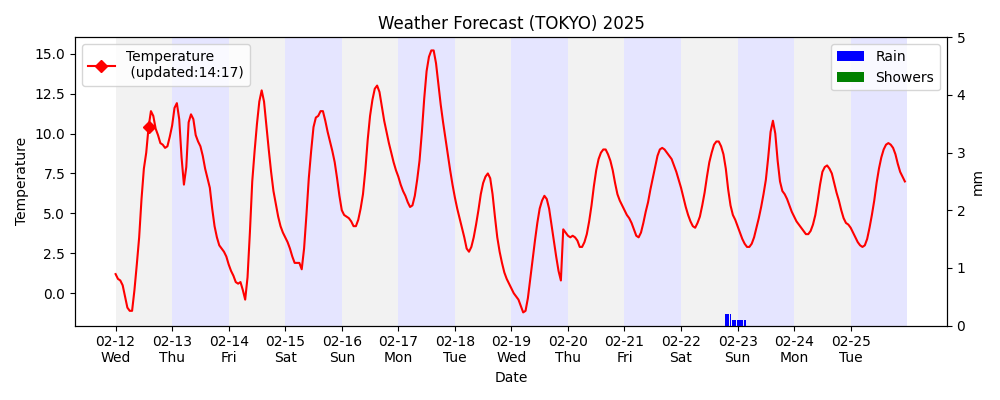 Weather Forecast (TOKYO) 2025
Temperature
(updated:14:17)
Rain
Showers
15.0
12.5
10.0
7.5
5.0
2.5
0.0
Temperature
5
4
3
2
1
0
mm
02-12 02-13 02-14 02-15 02-16 02-17 02-18 02-19 02-20 02-21 02-22 02-23 02-24 02-25
Wed Thu Fri Sat Sun Mon Tue Wed Thu Fri Sat Sun Mon Tue
Date